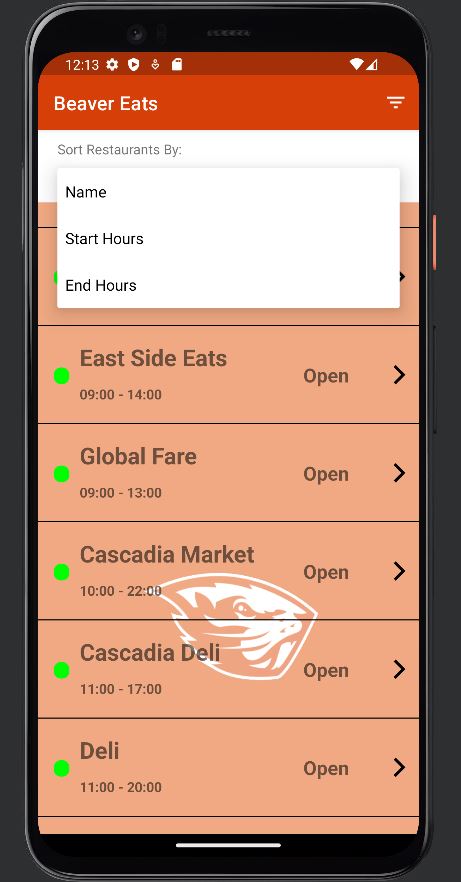 12:13
Beaver Eats
Sort Restaurants By:
Name
Start Hours
End Hours
East Side Eats
Open
09:00 - 14:00
Global Fare
Open
09:00 - 13:00
Cascadia Market
Open
10:00 - 22:00
Cascadia Deli
Open
11:00 - 17:00
Deli
Open
11:00 - 20:00